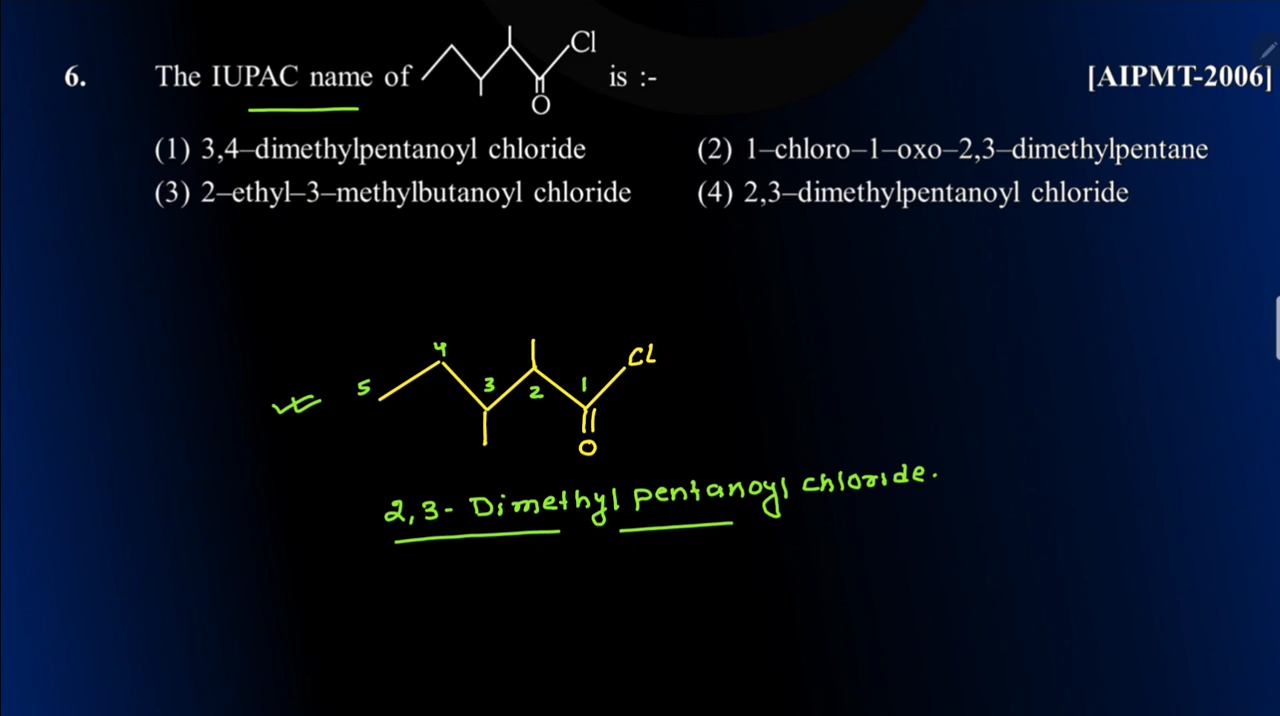 6. The IUPAC name of Cl O is :- [AIPMT-2006]
(1) 3,4–dimethylpentanoyl chloride (2) 1–chloro–1–oxo–2,3–dimethylpentane
(3) 2–ethyl–3–methylbutanoyl chloride (4) 2,3–dimethylpentanoyl chloride
5 4 3 2 1 CL
O
2,3- Dimethyl pentanoyl chloride.